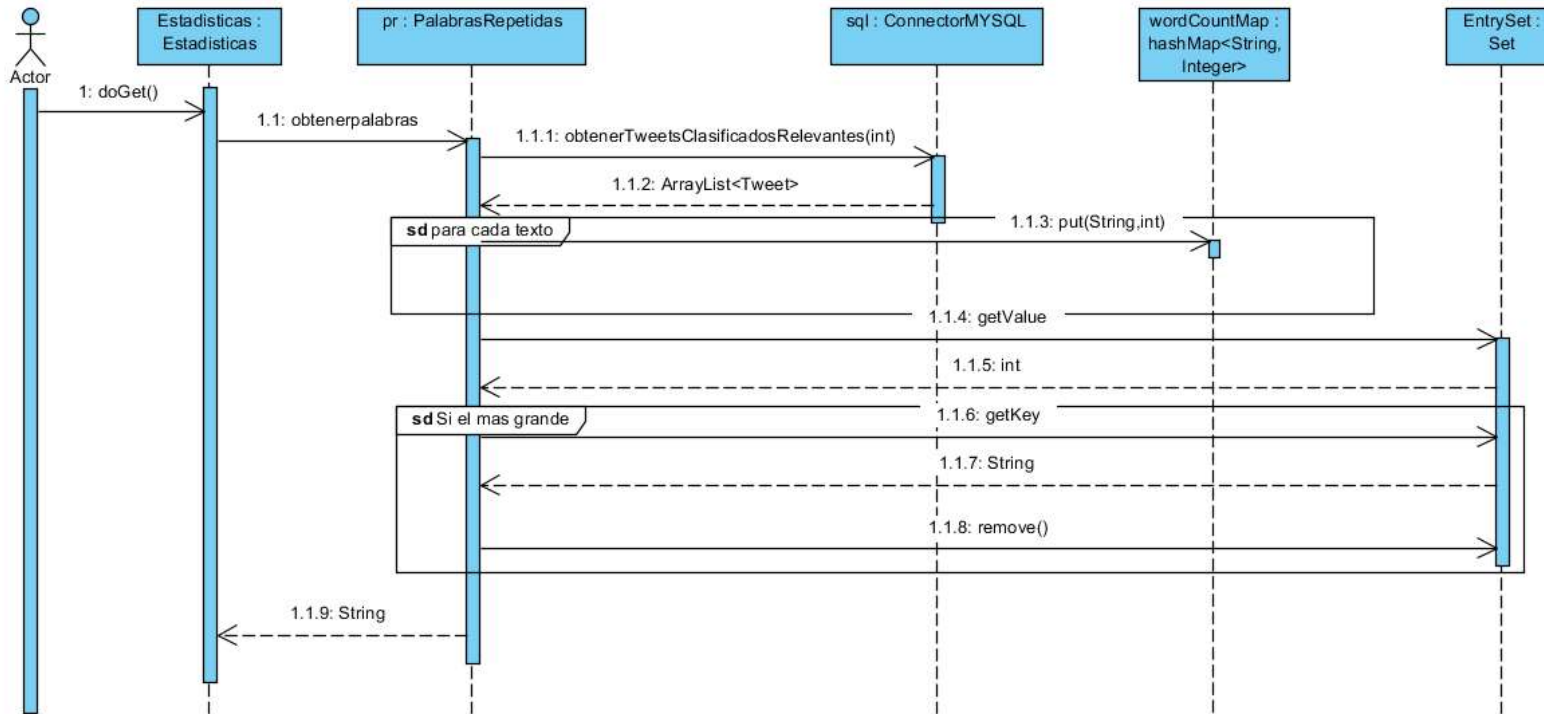 Actor
Estadisticas :
Estadisticas
pr : PalabrasRepetidas
sql : ConnectorMYSQL
wordCountMap :
hashMap<String,
Integer>
EntrySet :
Set
1: doGet()
1.1: obtenerpalabras
1.1.1: obtenerTweetsClasificadosRelevantes(int)
1.1.2: ArrayList<Tweet>
sd para cada texto
1.1.3: put(String,int)
1.1.4: getValue
1.1.5: int
sd Si el mas grande
1.1.6: getKey
1.1.7: String
1.1.8: remove()
1.1.9: String